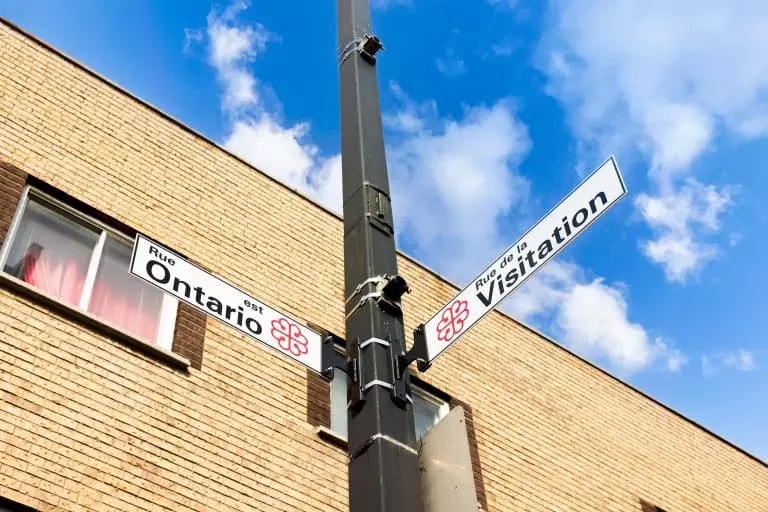 Rue
Ontario
est
Rue de la
Visitation